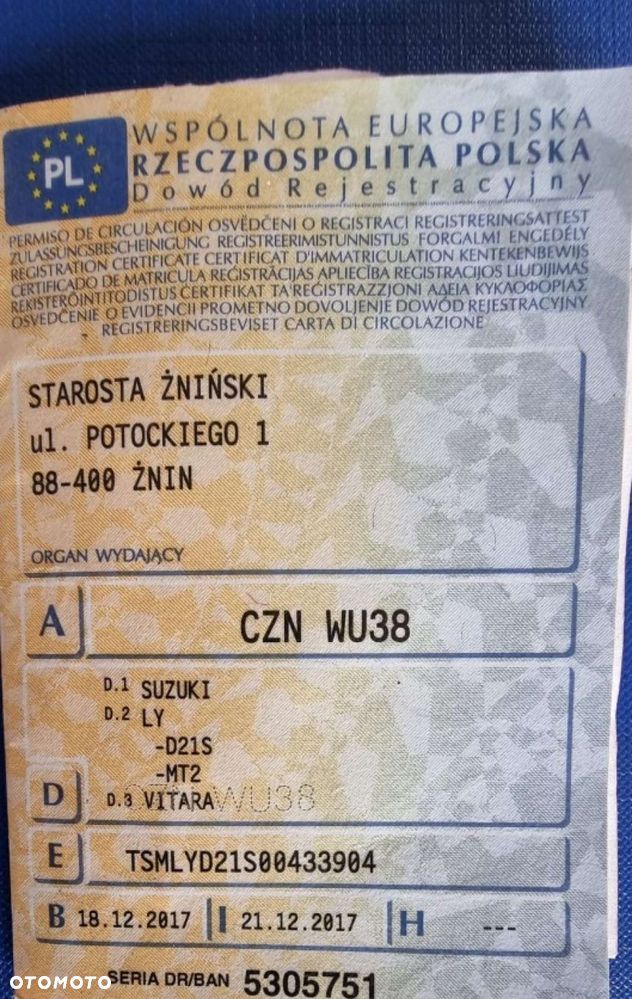 PL
WSPÓLNOTA EUROPEJSKA
RZECZPOSPOLITA POLSKA
Dowód Rejestracyjny
PERMISO DE CIRCULACIÓN OSVĚDČENI O REGISTRACI REGISTRERINGSATTEST
ZULASSUNGSBESCHEINIGUNG REGISTREERIMISTUNNISTUS FORGALMI ENGEDÉLY
REGISTRATION CERTIFICATE CERTIFICAT D'IMMATRICULATION KENTEKENBEWIJS
CERTIFICADO DE MATRICULA REĢISTRĀCIJAS APLIECĪBA REGISTRACIJOS LIUDIJIMAS
REKISTERÖINTITODISTUS ĊERTIFIKAT TA'REĠISTRAZZJONI ΑΔΕΙΑ ΚΥΚΛΟΦΟΡΙΑΣ
OSVEDČENIE O EVIDENCII PROMETNO DOVOLJENJE DOWÓD REJESTRACYJNY
REGISTRERINGSBEVISET CARTA DI CIRCOLAZIONE
STAROSTA ŻNIŃSKI
ul. POTOCKIEGO 1
88-400 ŻNIN
ORGAN WYDAJĄCY
A CZN WU38
D.1 SUZUKI
D.2 LY
-D21S
-MT2
D D.3 VITARA
CZN WU38
E TSMLYD21S00433904
B 18.12.2017 I 21.12.2017 H ---
SERIA DR/BAN 5305751
OTOMOTO